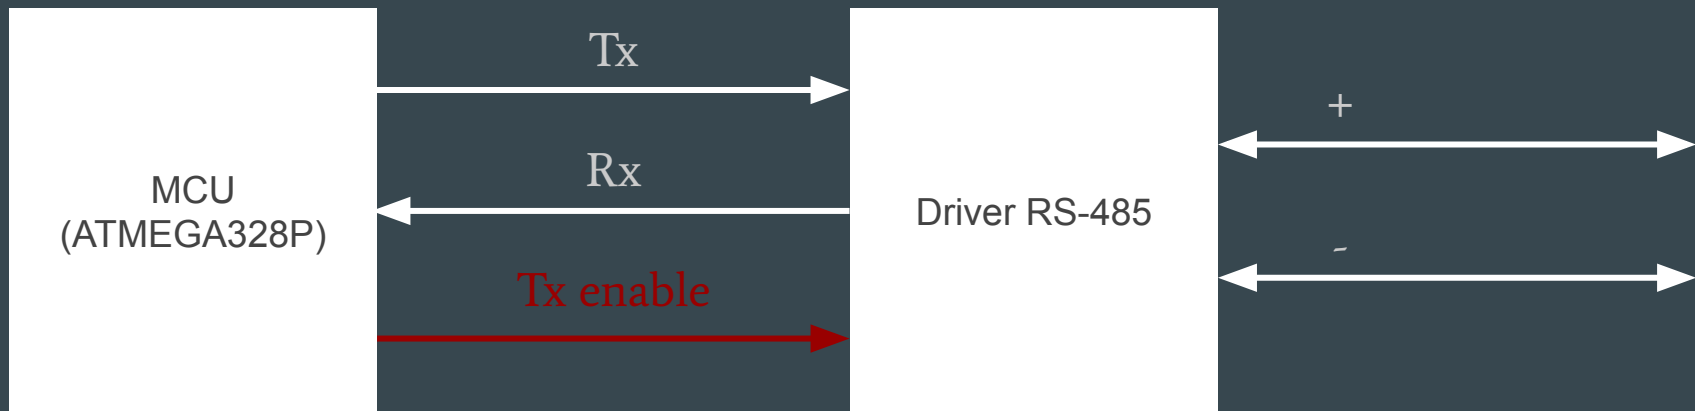 Tx
+
Rx
MCU
(ATMEGA328P)
Driver RS-485
-
Tx enable